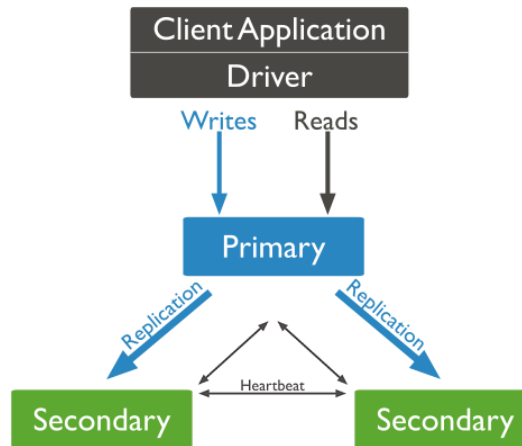 Client Application
Driver
Writes
Reads
Primary
Replication
Replication
Heartbeat
Secondary
Secondary